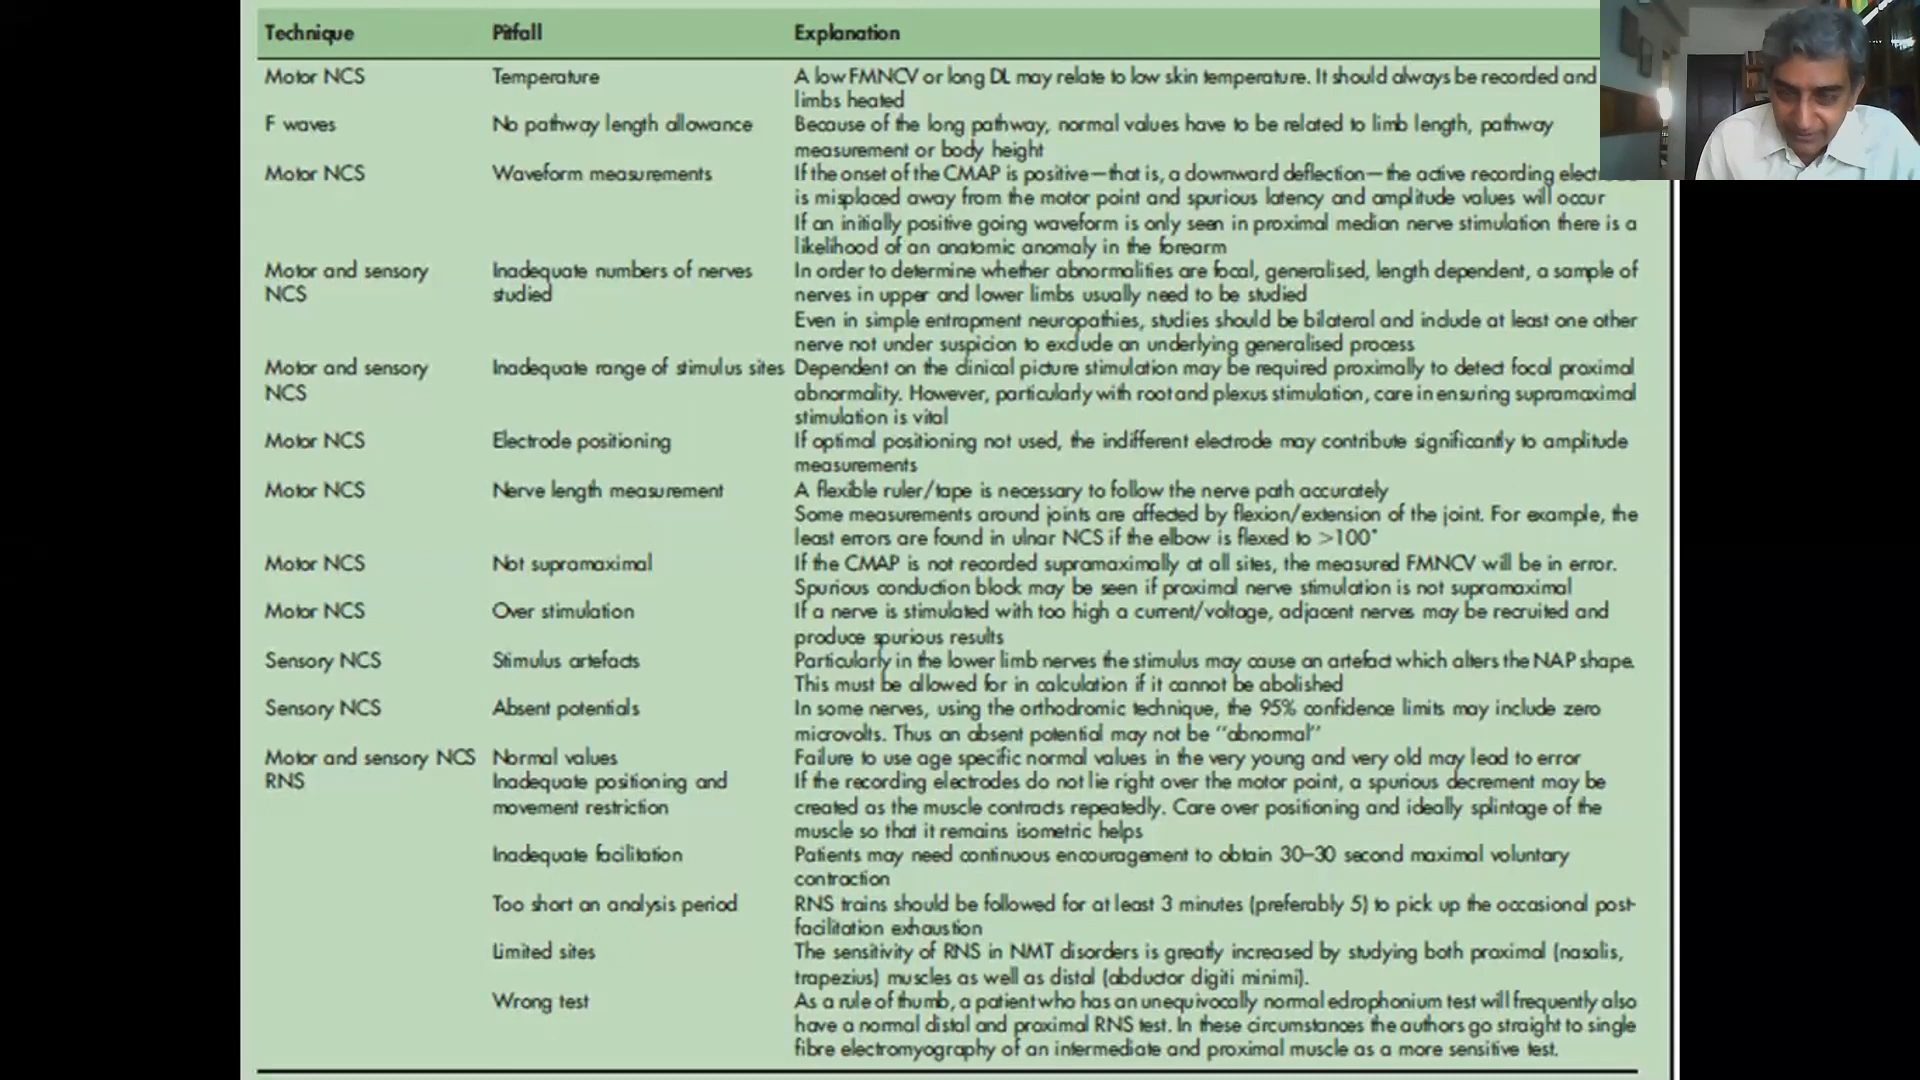 Technique Pitfall Explanation
Motor NCS Temperature A low FMNCV or long DL may relate to low skin temperature. It should always be recorded and
limbs heated
F waves No pathway length allowance Because of the long pathway, normal values have to be related to limb length, pathway
measurement or body height
Motor NCS Waveform measurements If the onset of the CMAP is positive—that is, a downward deflection—the active recording
is misplaced away from the motor point and spurious latency and amplitude values will occur
If an initially positive going waveform is only seen in proximal median nerve stimulation there is a
likelihood of an anatomic anomaly in the forearm
Motor and sensory Inadequate numbers of nerves In order to determine whether abnormalities are focal, generalised, length dependent, a sample of
NCS studied nerves in upper and lower limbs usually need to be studied
Even in simple entrapment neuropathies, studies should be bilateral and include at least one other
nerve not under suspicion to exclude an underlying generalised process
Motor and sensory Inadequate range of stimulus sites Dependent on the clinical picture stimulation may be required proximally to detect focal proximal
NCS abnormality. However, particularly with root and plexus stimulation, care in ensuring supramaximal
stimulation is vital
Motor NCS Electrode positioning If optimal positioning not used, the indifferent electrode may contribute significantly to amplitude
measurements
Motor NCS Nerve length measurement A flexible ruler/tape is necessary to follow the nerve path accurately
Some measurements around joints are affected by flexion/extension of the joint. For example, the
least errors are found in ulnar NCS if the elbow is flexed to >100°
Motor NCS Not supramaximal If the CMAP is not recorded supramaximally at all sites, the measured FMNCV will be in error.
Spurious conduction block may be seen if proximal nerve stimulation is not supramaximal
Motor NCS Over stimulation If a nerve is stimulated with too high a current/voltage, adjacent nerves may be recruited and
produce spurious results
Sensory NCS Stimulus artefacts Particularly in the lower limb nerves the stimulus may cause an artefact which alters the NAP shape.
This must be allowed for in calculation if it cannot be abolished
Sensory NCS Absent potentials In some nerves, using the orthodromic technique, the 95% confidence limits may include zero
microvolts. Thus an absent potential may not be "abnormal"
Motor and sensory NCS Normal values Failure to use age specific normal values in the very young and very old may lead to error
RNS Inadequate positioning and If the recording electrodes do not lie right over the motor point, a spurious decrement may be
movement restriction created as the muscle contracts repeatedly. Care over positioning and ideally splintage of the
muscle so that it remains isometric helps
Inadequate facilitation Patients may need continuous encouragement to obtain 30–30 second maximal voluntary
contraction
Too short an analysis period RNS trains should be followed for at least 3 minutes (preferably 5) to pick up the occasional post-
facilitation exhaustion
Limited sites The sensitivity of RNS in NMT disorders is greatly increased by studying both proximal (nasalis,
trapezius) muscles as well as distal (abductor digiti minimi).
Wrong test As a rule of thumb, a patient who has an unequivocally normal edrophonium test will frequently also
have a normal distal and proximal RNS test. In these circumstances the authors go straight to single
fibre electromyography of an intermediate and proximal muscle as a more sensitive test.